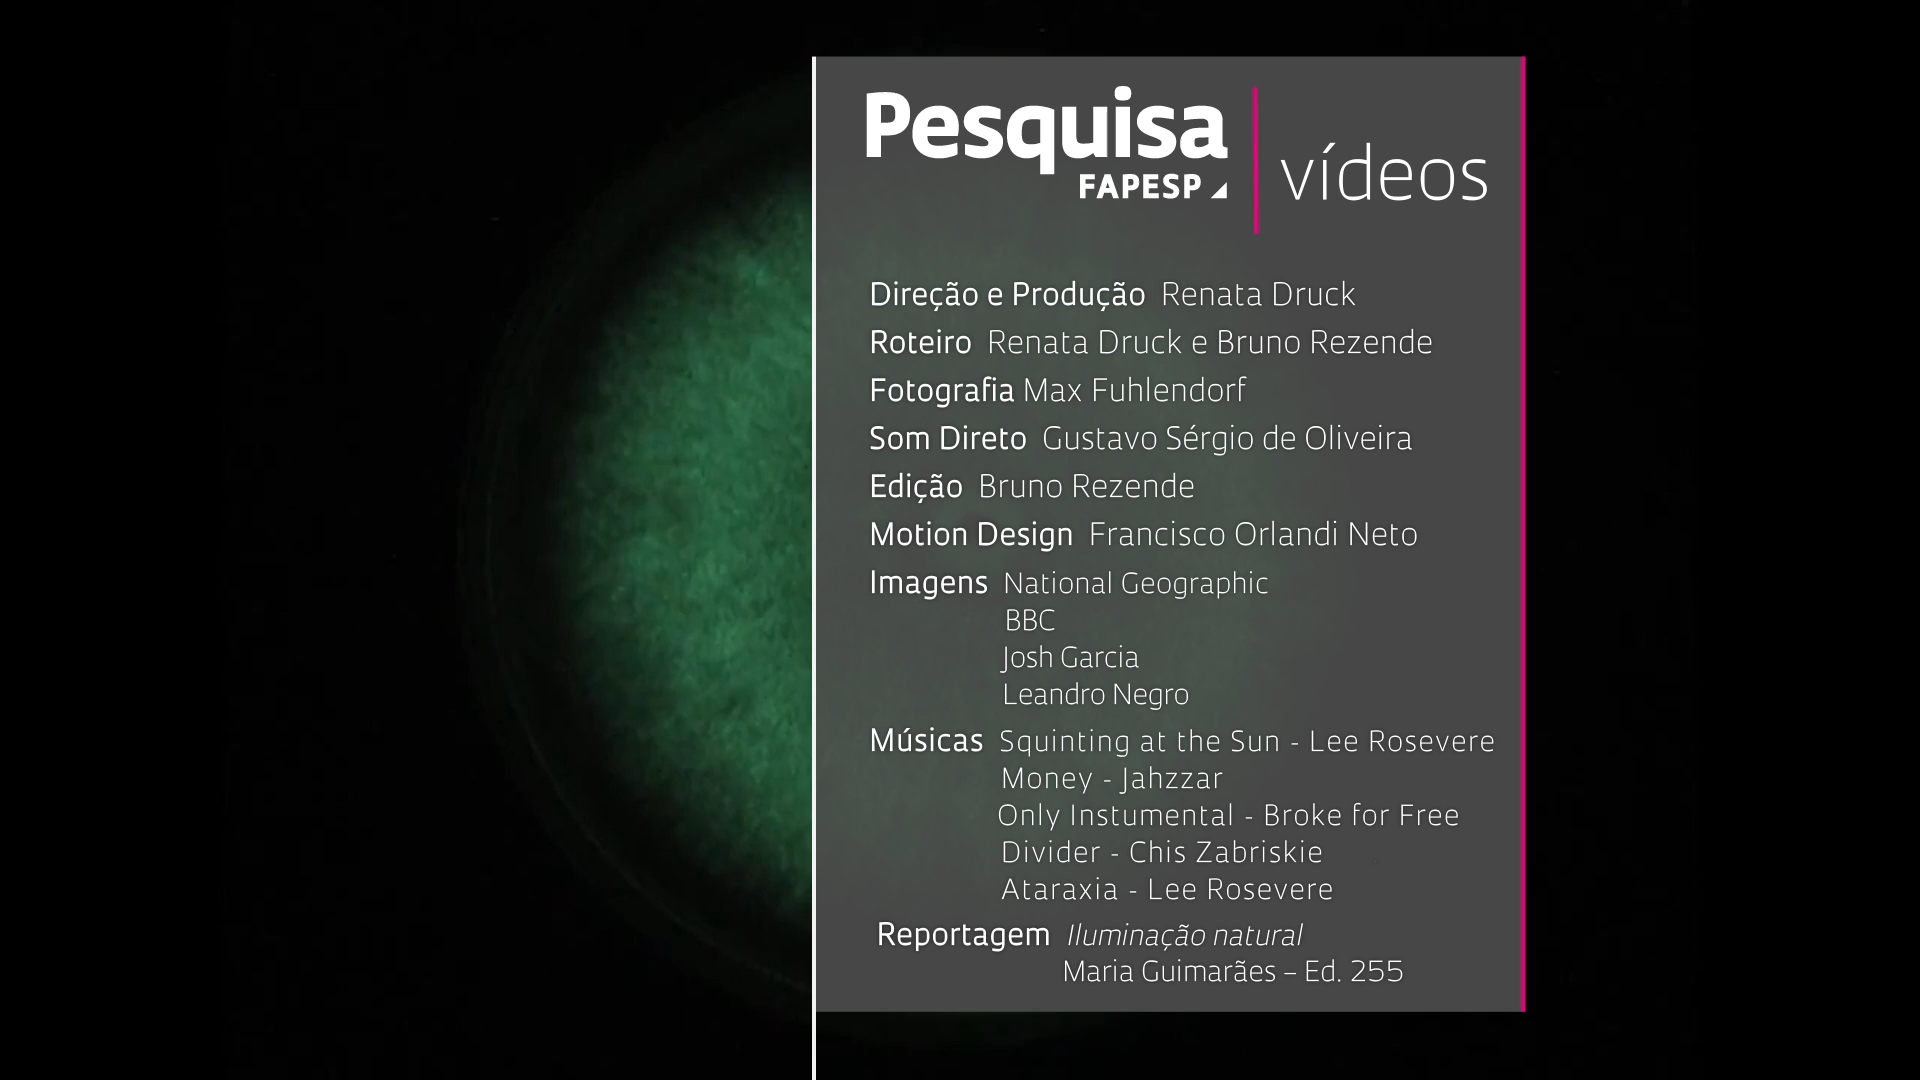 Pesquisa
FAPESP
vídeos
Direção e Produção Renata Druck
Roteiro Renata Druck e Bruno Rezende
Fotografia Max Fuhlendorf
Som Direto Gustavo Sérgio de Oliveira
Edição Bruno Rezende
Motion Design Francisco Orlandi Neto
Imagens National Geographic
BBC
Josh Garcia
Leandro Negro
Músicas Squinting at the Sun - Lee Rosevere
Money - Jahzzar
Only Instumental - Broke for Free
Divider - Chis Zabriskie
Ataraxia - Lee Rosevere
Reportagem Iluminação natural
Maria Guimarães – Ed. 255